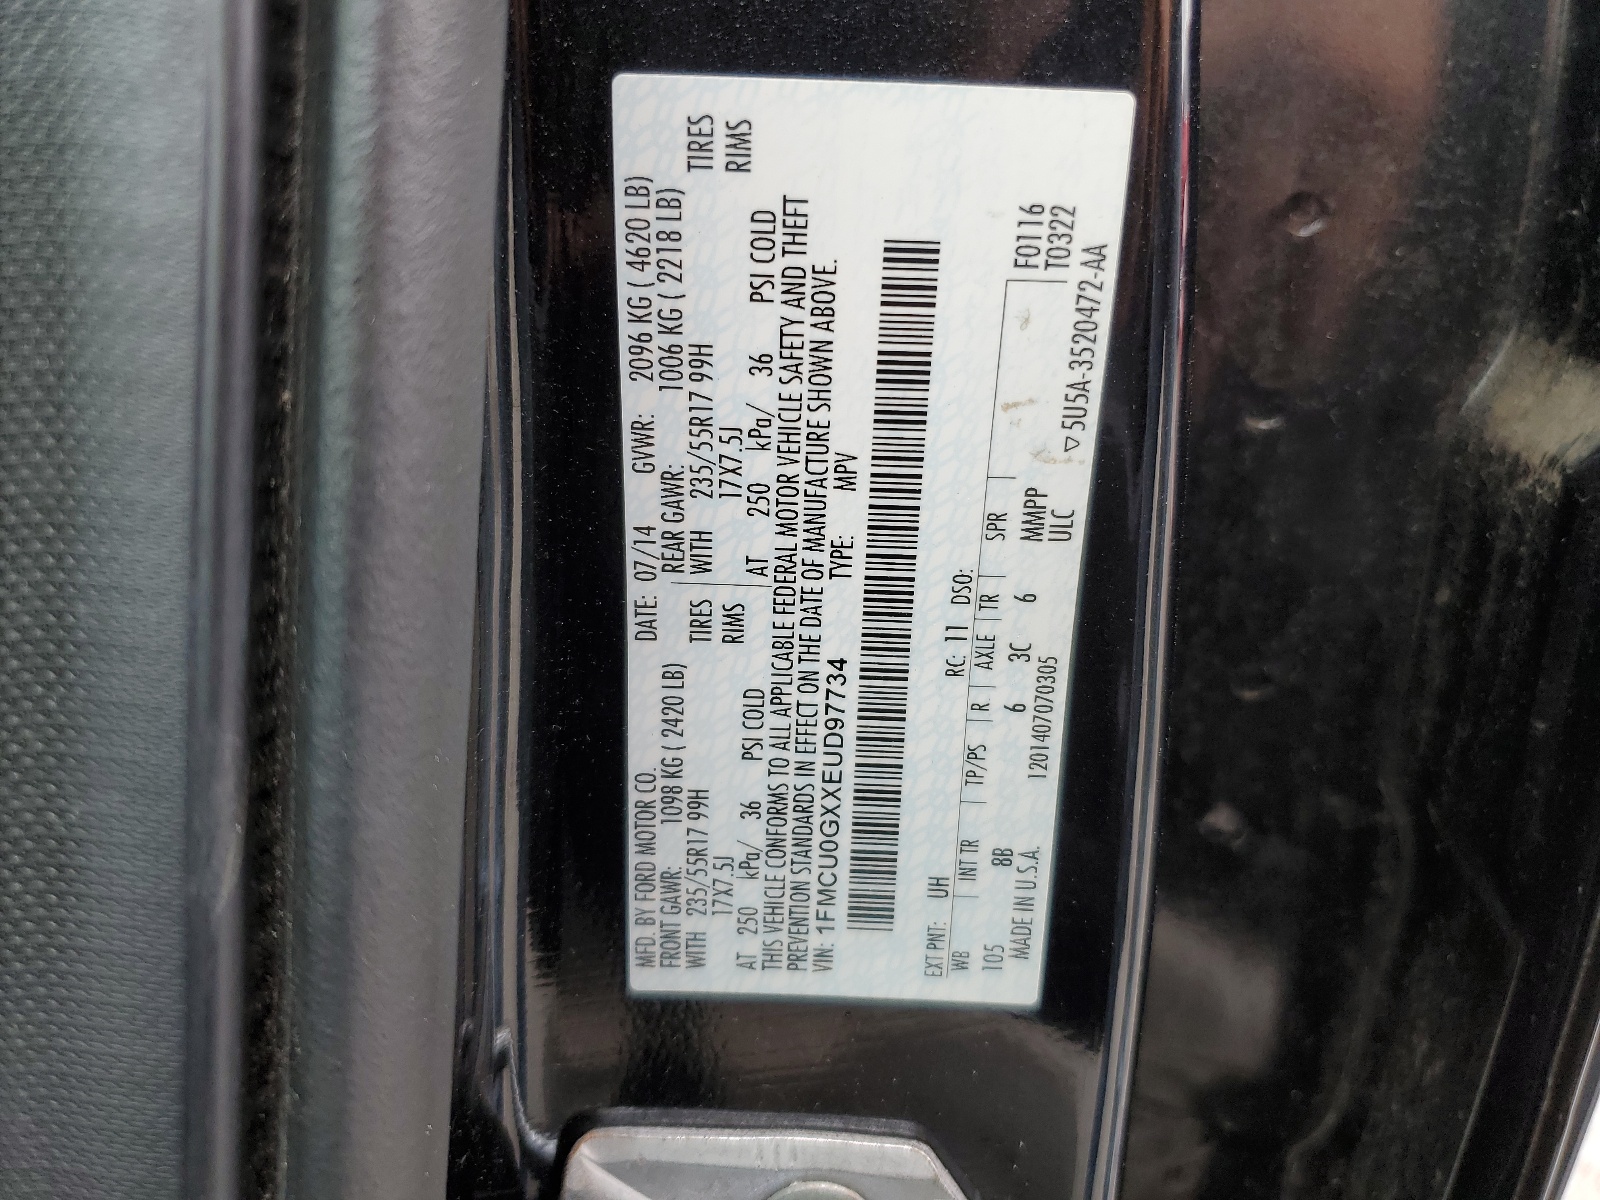 MFD. BY FORD MOTOR CO. DATE: 07/14 GVWR: 2096 KG ( 4620 LB)
FRONT GAWR: 1098 KG ( 2420 LB) REAR GAWR: 1006 KG ( 2218 LB)
WITH 235/55R17 99H TIRES WITH 235/55R17 99H TIRES
17X7.5J RIMS 17X7.5J RIMS
AT 250 kPa/ 36 PSI COLD AT 250 kPa/ 36 PSI COLD
THIS VEHICLE CONFORMS TO ALL APPLICABLE FEDERAL MOTOR VEHICLE SAFETY AND THEFT
PREVENTION STANDARDS IN EFFECT ON THE DATE OF MANUFACTURE SHOWN ABOVE.
VIN: 1FMCU0GXXEUD97734 TYPE: MPV
EXT PNT: UH RC: 11 DSO:
WB INT TR TP/PS R AXLE TR SPR F0116
105 8B 6 3C 6 MMPP T0322
MADE IN U.S.A. 1201407070305 ULC ▽5U5A-3520472-AA